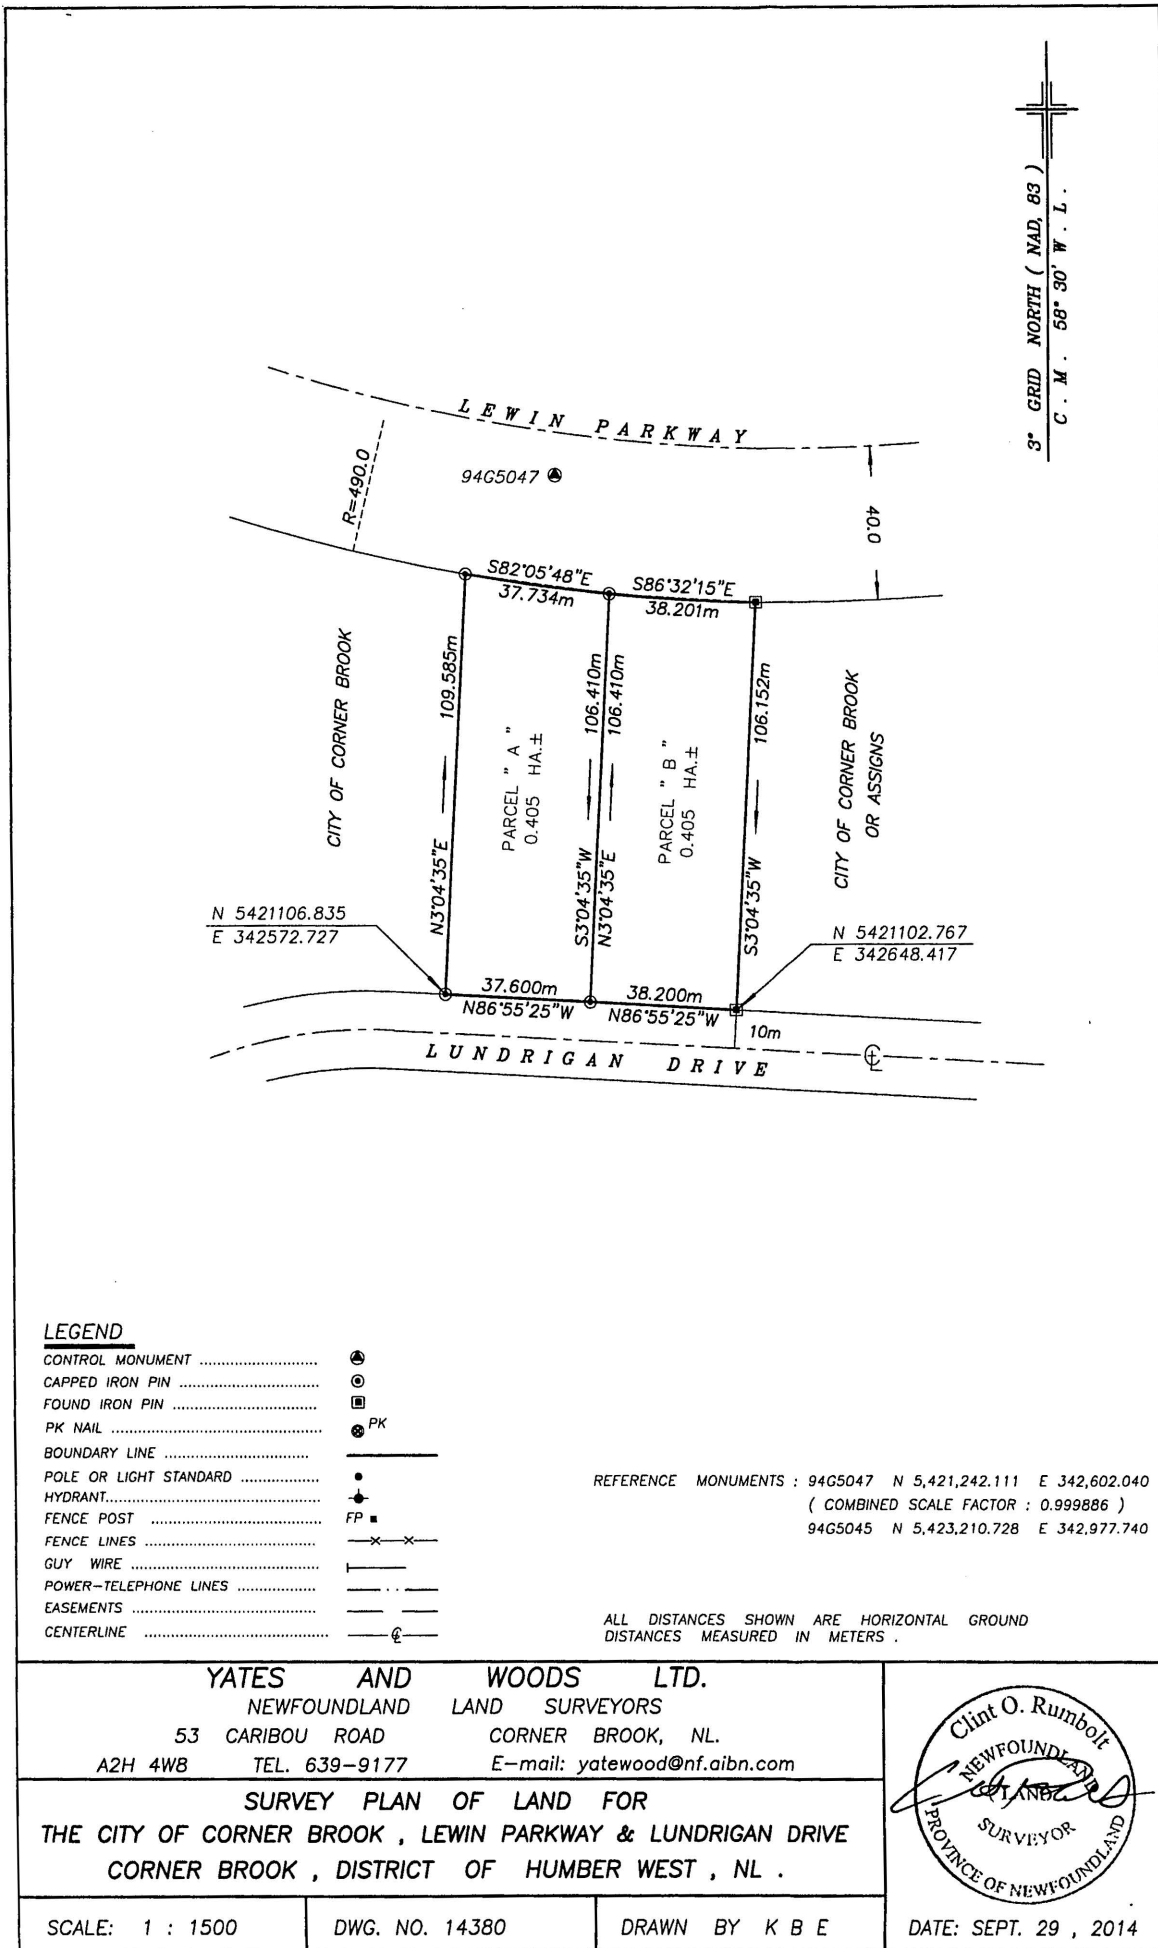 3° GRID NORTH ( NAD, 83 )
C . M . 58° 30' W . L .
LEWIN PARKWAY
94G5047
R=490.0
40.0
S82°05'48"E
37.734m
S86°32'15"E
38.201m
CITY OF CORNER BROOK
N3°04'35"E 109.585m
PARCEL " A "
0.405 HA.±
S3°04'35"W 106.410m
N3°04'35"E 106.410m
PARCEL " B "
0.405 HA.±
S3°04'35"W 106.152m
CITY OF CORNER BROOK
OR ASSIGNS
N 5421106.835
E 342572.727
N 5421102.767
E 342648.417
37.600m
N86°55'25"W
38.200m
N86°55'25"W
10m
LUNDRIGAN DRIVE
℄
LEGEND
CONTROL MONUMENT ..........................
CAPPED IRON PIN ..............................
FOUND IRON PIN ...............................
PK NAIL ............................................. PK
BOUNDARY LINE ...............................
POLE OR LIGHT STANDARD .................
HYDRANT..............................................
FENCE POST .................................... FP
FENCE LINES .....................................
GUY WIRE ........................................
POWER-TELEPHONE LINES .................
EASEMENTS .......................................
CENTERLINE ....................................... ℄
REFERENCE MONUMENTS : 94G5047 N 5,421,242.111 E 342,602.040
( COMBINED SCALE FACTOR : 0.999886 )
94G5045 N 5,423,210.728 E 342,977.740
ALL DISTANCES SHOWN ARE HORIZONTAL GROUND
DISTANCES MEASURED IN METERS .
YATES AND WOODS LTD.
NEWFOUNDLAND LAND SURVEYORS
53 CARIBOU ROAD CORNER BROOK, NL.
A2H 4W8 TEL. 639-9177 E-mail: yatewood@nf.aibn.com
SURVEY PLAN OF LAND FOR
THE CITY OF CORNER BROOK , LEWIN PARKWAY & LUNDRIGAN DRIVE
CORNER BROOK , DISTRICT OF HUMBER WEST , NL .
SCALE: 1 : 1500
DWG. NO. 14380
DRAWN BY K B E
Clint O. Rumbolt
NEWFOUNDLAND
LAND
SURVEYOR
PROVINCE OF NEWFOUNDLAND
DATE: SEPT. 29 , 2014